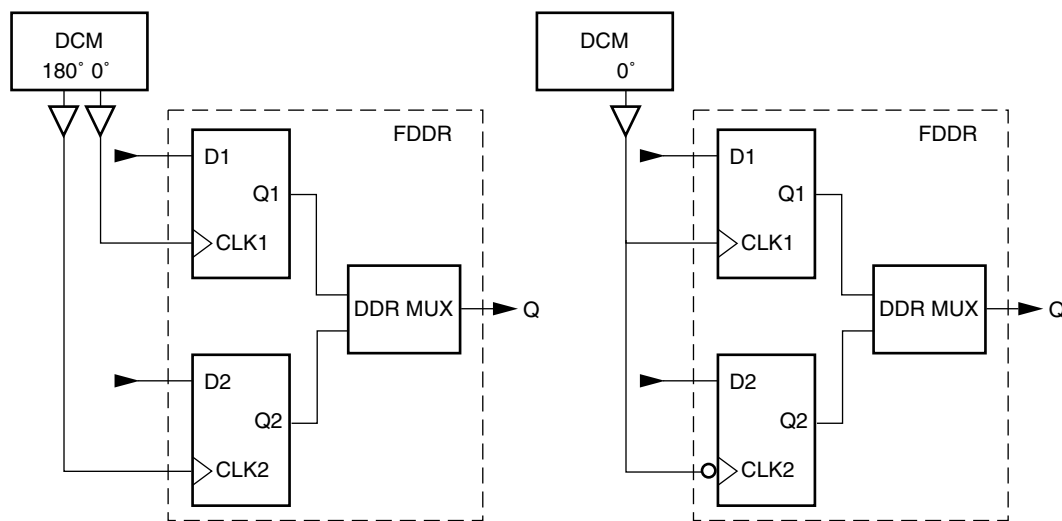 DCM
180° 0°
FDDR
D1
Q1
CLK1
DDR MUX
Q
D2
Q2
CLK2
DCM
0°
FDDR
D1
Q1
CLK1
DDR MUX
Q
D2
Q2
CLK2